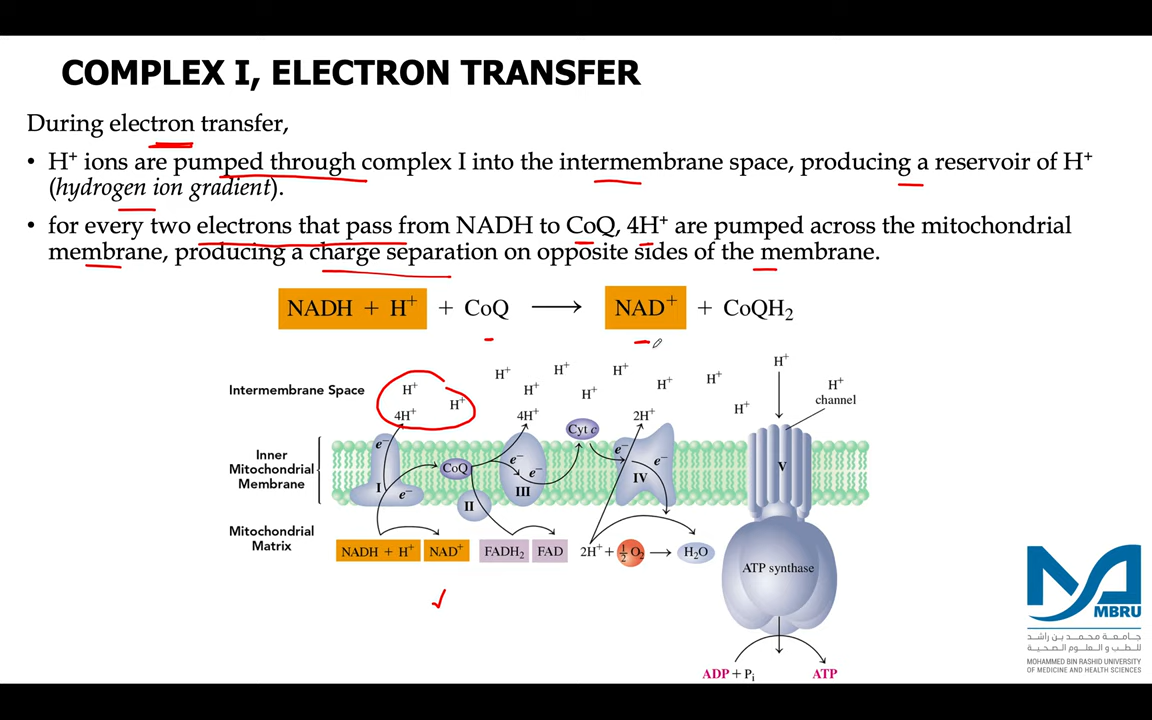 COMPLEX I, ELECTRON TRANSFER
During electron transfer,
• H⁺ ions are pumped through complex I into the intermembrane space, producing a reservoir of H⁺
(hydrogen ion gradient).
• for every two electrons that pass from NADH to CoQ, 4H⁺ are pumped across the mitochondrial
membrane, producing a charge separation on opposite sides of the membrane.
NADH + H⁺ + CoQ ⟶ NAD⁺ + CoQH₂
Intermembrane Space
H⁺ H⁺ H⁺ H⁺ H⁺ H⁺ H⁺ H⁺ H⁺ H⁺ H⁺
H⁺
channel
4H⁺ 4H⁺ 2H⁺
Cyt c
Inner
Mitochondrial
Membrane
e⁻ e⁻ e⁻ e⁻ e⁻ e⁻
CoQ
I II III IV V
Mitochondrial
Matrix
NADH + H⁺ NAD⁺ FADH₂ FAD 2H⁺ + ½ O₂ ⟶ H₂O
ATP synthase
ADP + Pᵢ ATP
MBRU
جامعة محمد بن راشد
للطب و العلوم الصحية
MOHAMMED BIN RASHID UNIVERSITY
OF MEDICINE AND HEALTH SCIENCES